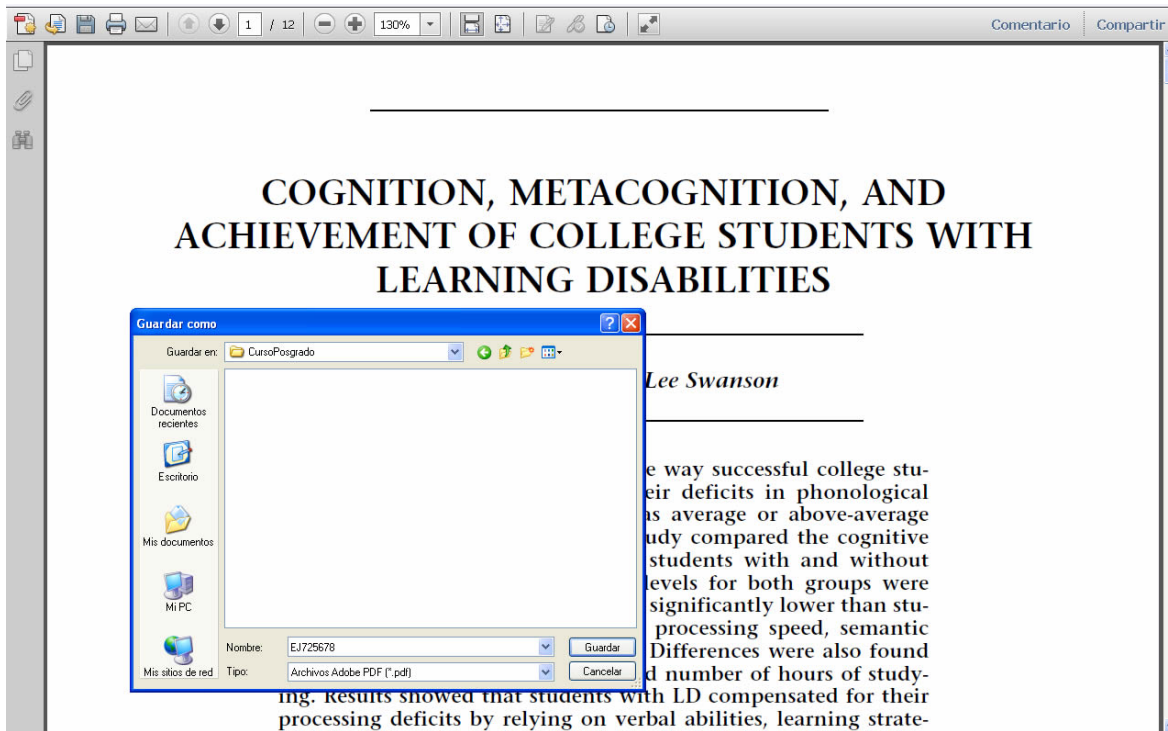 1 / 12 130% Comentario Compartir
COGNITION, METACOGNITION, AND
ACHIEVEMENT OF COLLEGE STUDENTS WITH
LEARNING DISABILITIES
Guardar como
Guardar en: CursoPosgrado
Documentos
recientes
Escritorio
Mis documentos
Mi PC
Mis sitios de red
Nombre: EJ725678 Guardar
Tipo: Archivos Adobe PDF (*.pdf) Cancelar
Lee Swanson
e way successful college stu-
eir deficits in phonological
as average or above-average
udy compared the cognitive
students with and without
levels for both groups were
significantly lower than stu-
processing speed, semantic
Differences were also found
d number of hours of study-
ing. Results showed that students with LD compensated for their
processing deficits by relying on verbal abilities, learning strate-